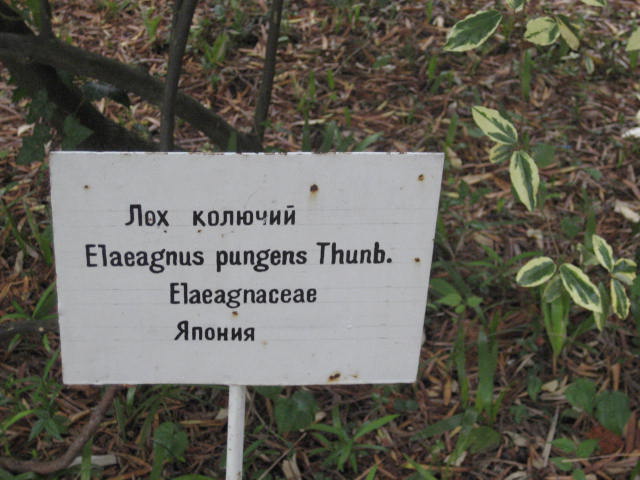 Лох колючий
Elaeagnus pungens Thunb.
Elaeagnaceae
Япония